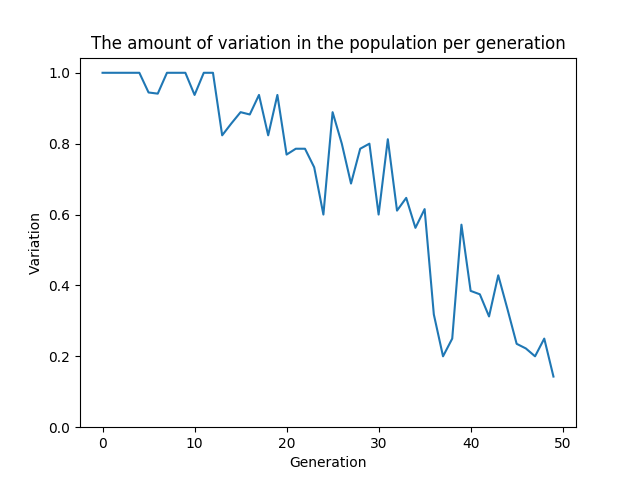 The amount of variation in the population per generation
1.0
0.8
0.6
0.4
0.2
0.0
Variation
0 10 20 30 40 50
Generation